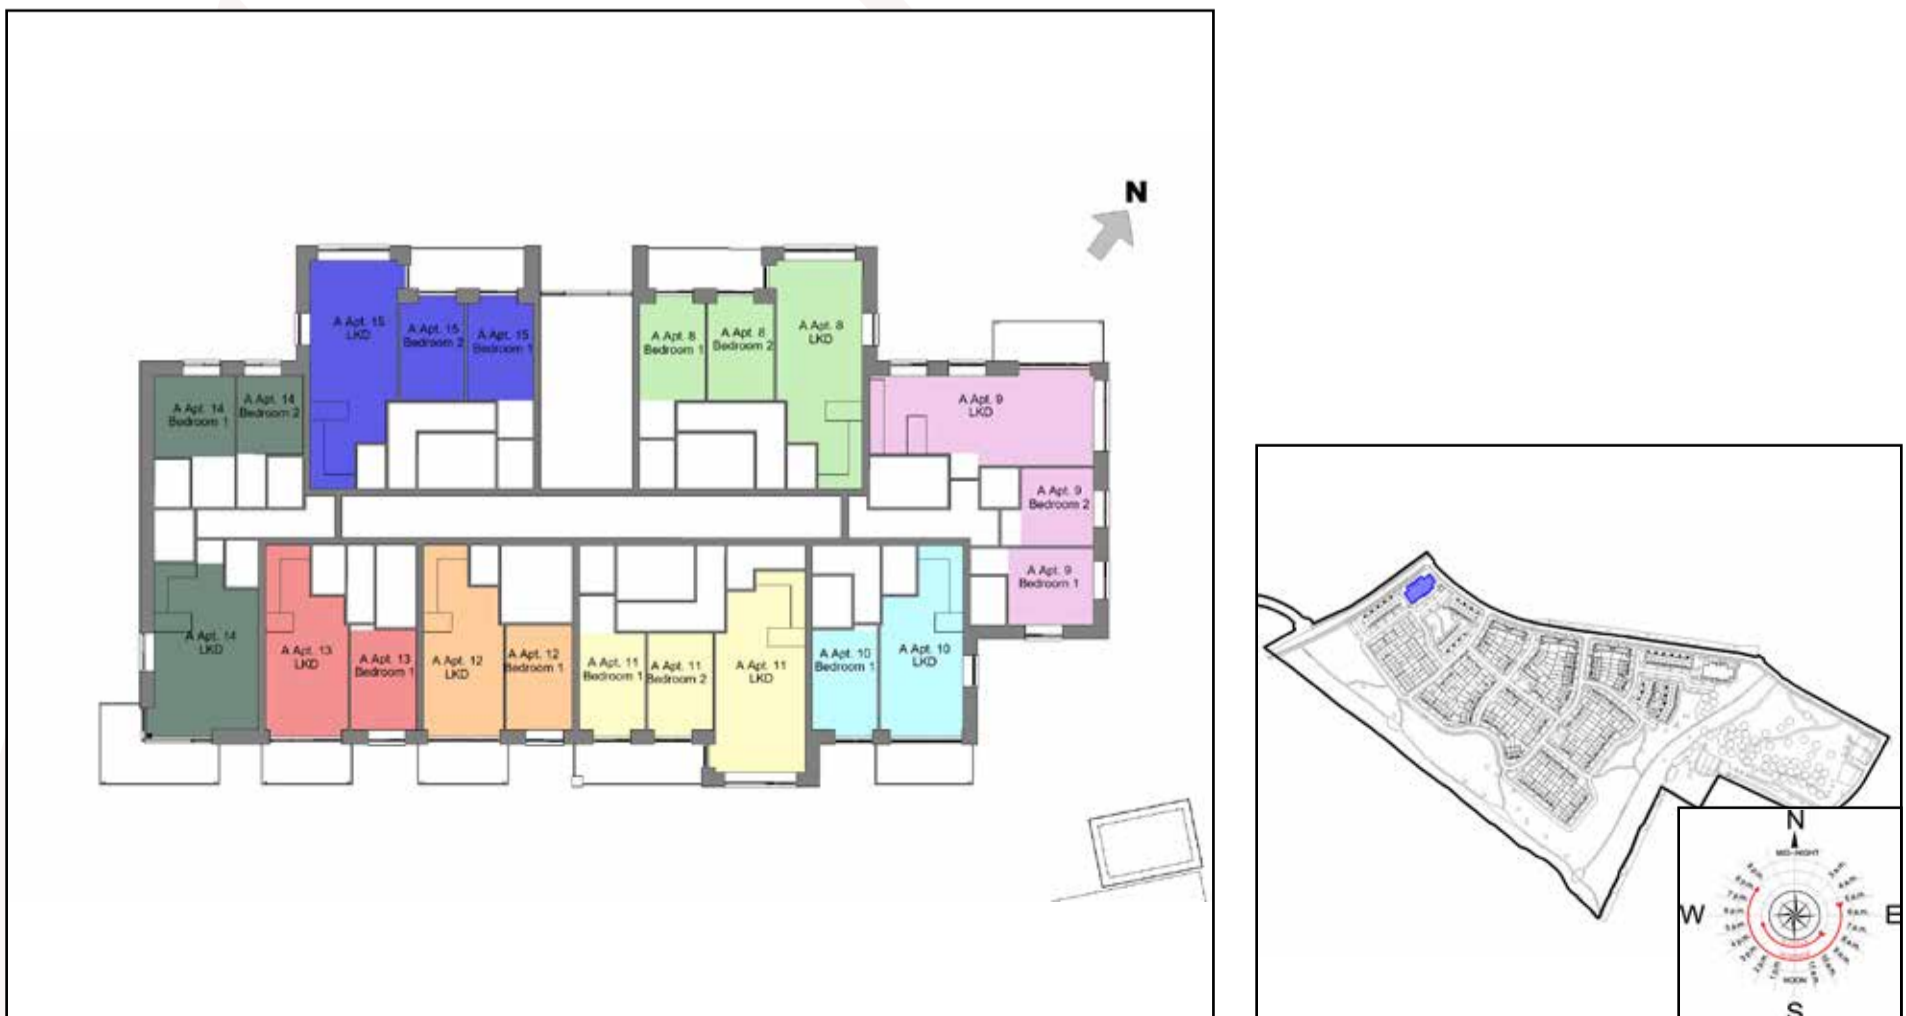 N
A Apt. 15
LKD
A Apt. 15
Bedroom 2
A Apt. 15
Bedroom 1
A Apt. 8
Bedroom 1
A Apt. 8
Bedroom 2
A Apt. 8
LKD
A Apt. 14
Bedroom 1
A Apt. 14
Bedroom 2
A Apt. 9
LKD
A Apt. 9
Bedroom 2
A Apt. 9
Bedroom 1
A Apt. 14
LKD
A Apt. 13
LKD
A Apt. 13
Bedroom 1
A Apt. 12
LKD
A Apt. 12
Bedroom 1
A Apt. 11
Bedroom 1
A Apt. 11
Bedroom 2
A Apt. 11
LKD
A Apt. 10
Bedroom 1
A Apt. 10
LKD
N
MID-NIGHT
W
E
NOON
S